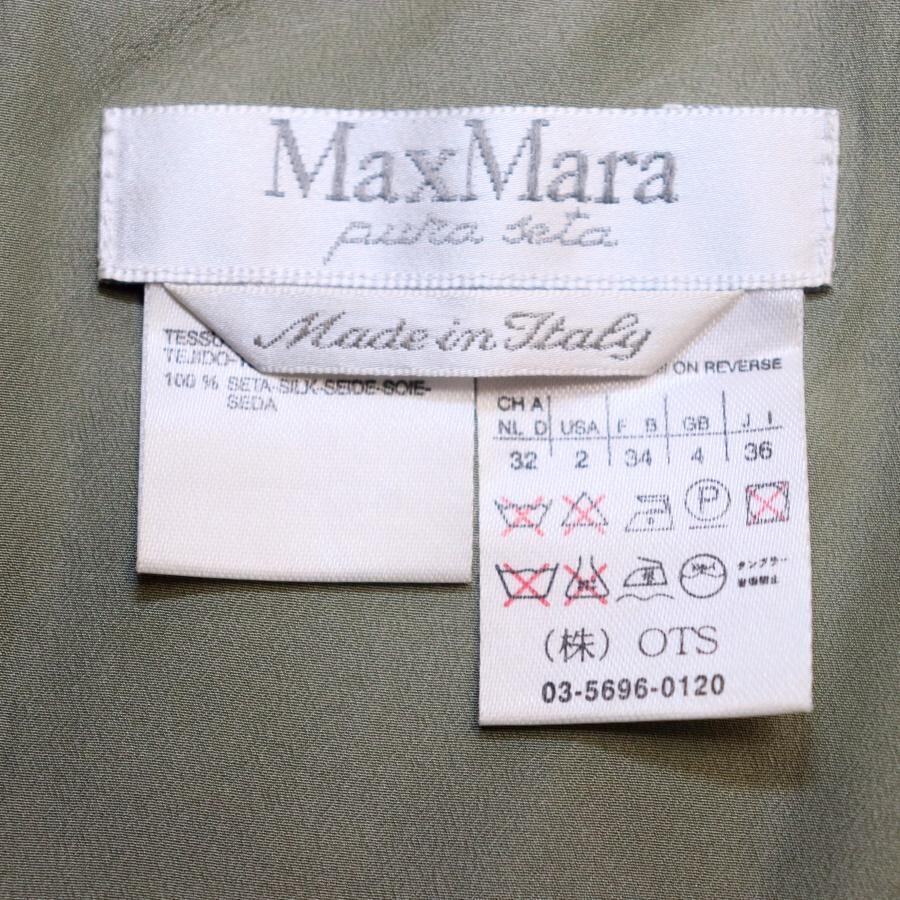 MaxMara
pura seta
Made in Italy
TEJIDO-
100 % SETA-SILK-SEIDE-SOIE-
SEDA
ON REVERSE
CH A
NL D USA F B GB J I
32 2 34 4 36
P
タンブラー
乾燥禁止
(株) OTS
03-5696-0120